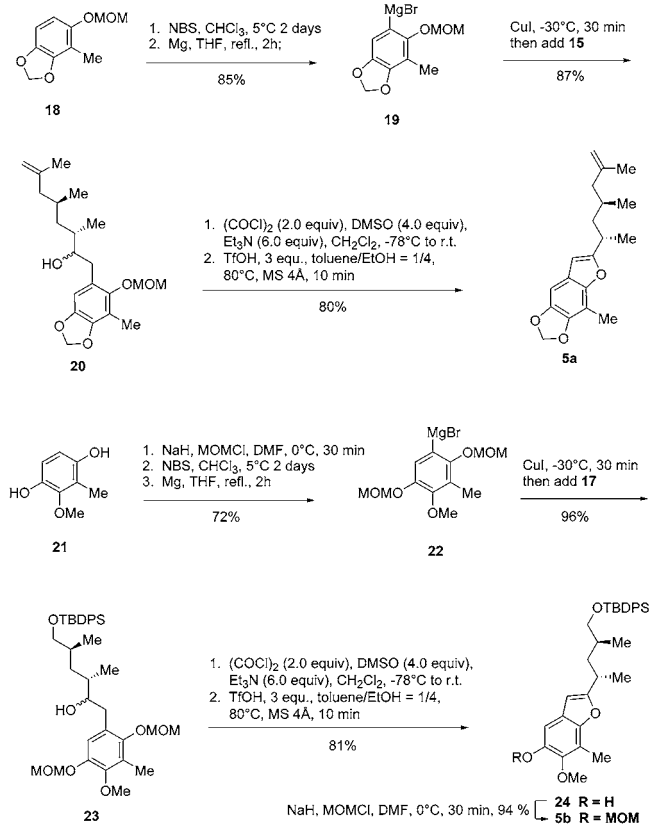 OMOM
Me
O
O
18
1. NBS, CHCl3, 5°C 2 days
2. Mg, THF, refl., 2h;
85%
MgBr
OMOM
Me
O
O
19
CuI, -30°C, 30 min
then add 15
87%
Me
Me
Me
HO
OMOM
Me
O
O
20
1. (COCl)2 (2.0 equiv), DMSO (4.0 equiv),
Et3N (6.0 equiv), CH2Cl2, -78°C to r.t.
2. TfOH, 3 equ., toluene/EtOH = 1/4,
80°C, MS 4Å, 10 min
80%
Me
Me
Me
O
Me
O
O
5a
OH
HO
Me
OMe
21
1. NaH, MOMCl, DMF, 0°C, 30 min
2. NBS, CHCl3, 5°C 2 days
3. Mg, THF, refl., 2h
72%
MgBr
OMOM
MOMO
Me
OMe
22
CuI, -30°C, 30 min
then add 17
96%
OTBDPS
Me
Me
HO
OMOM
MOMO
Me
OMe
23
1. (COCl)2 (2.0 equiv), DMSO (4.0 equiv),
Et3N (6.0 equiv), CH2Cl2, -78°C to r.t.
2. TfOH, 3 equ., toluene/EtOH = 1/4,
80°C, MS 4Å, 10 min
81%
OTBDPS
Me
Me
O
RO
Me
OMe
24 R = H
NaH, MOMCl, DMF, 0°C, 30 min, 94 %
5b R = MOM